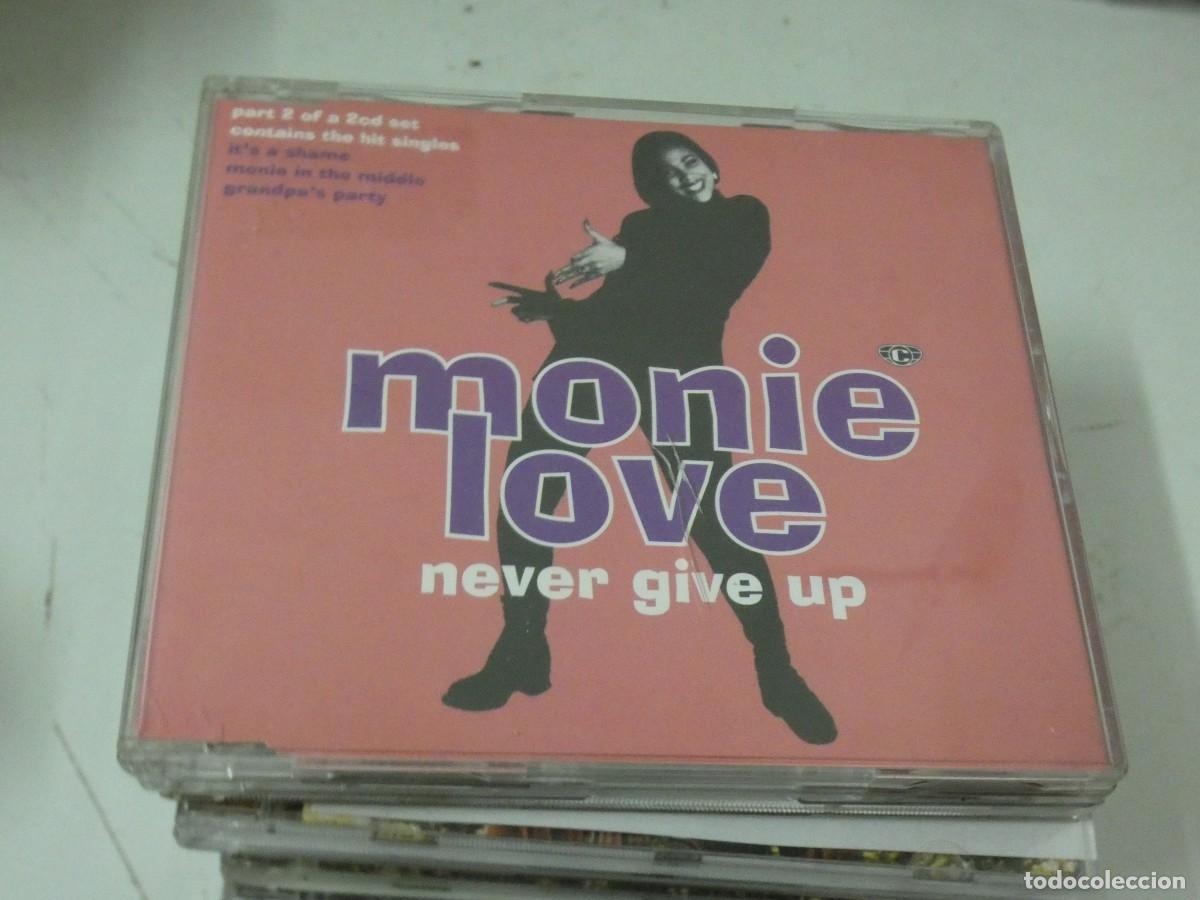 part 2 of a 2cd set
contains the hit singles
it's a shame
monie in the middle
grandpa's party
monie
C
love
never give up
todocoleccion